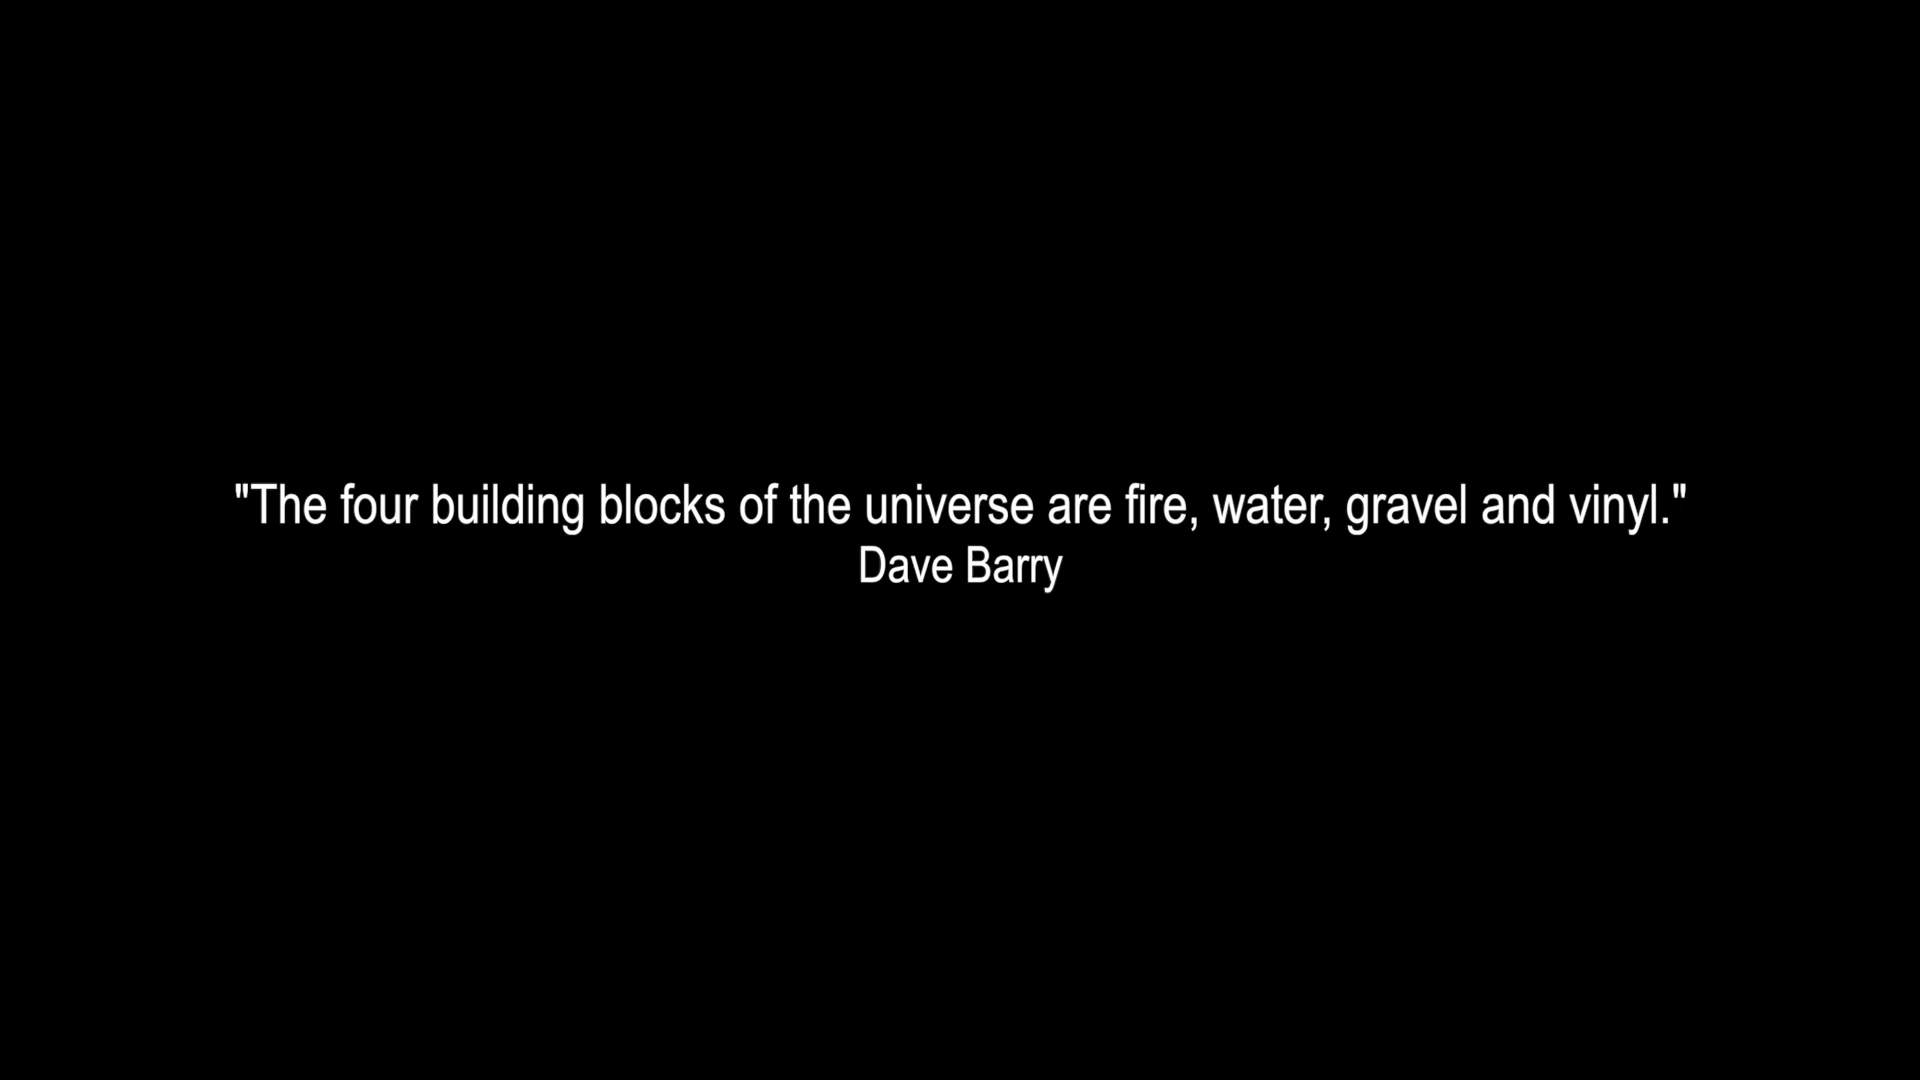 "The four building blocks of the universe are fire, water, gravel and vinyl."
Dave Barry